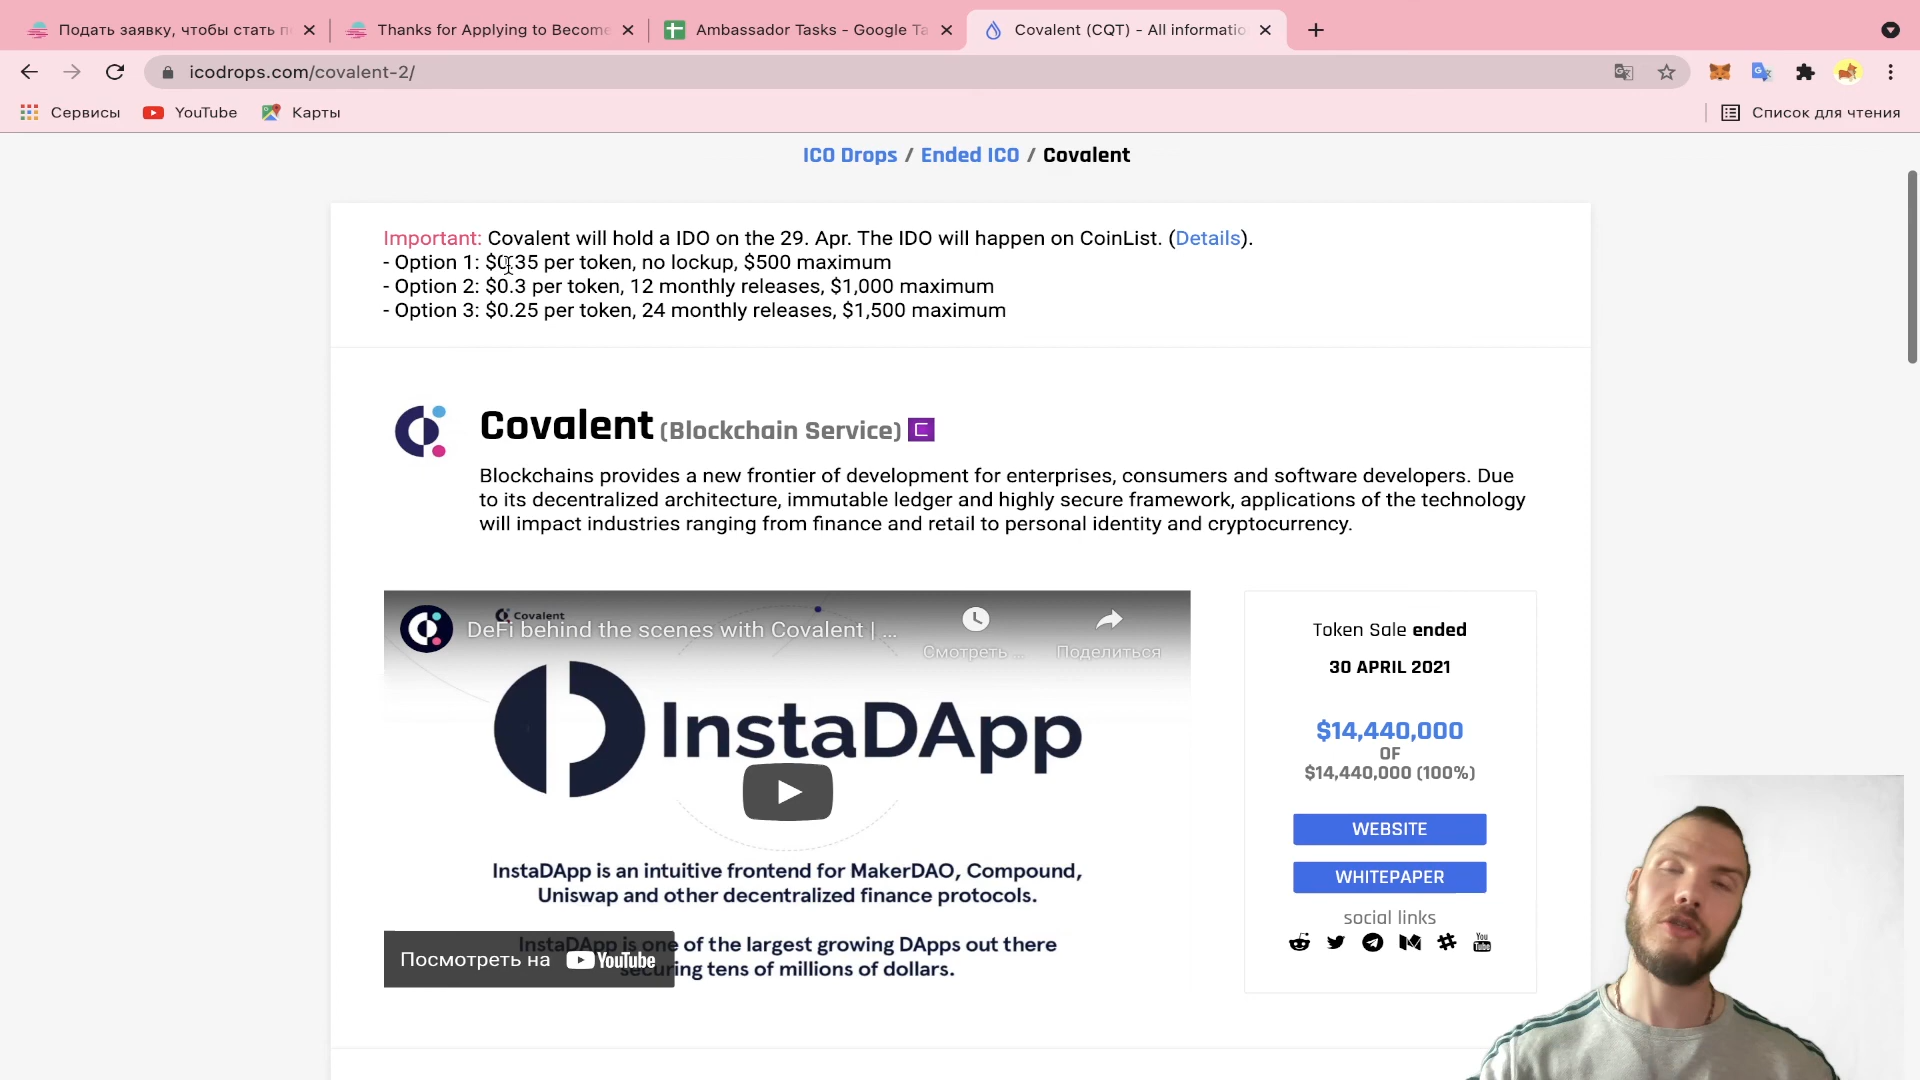 Подать заявку, чтобы стать п
Thanks for Applying to Become
Ambassador Tasks - Google Та
Covalent (CQT) - All informatio
icodrops.com/covalent-2/
Сервисы
YouTube
Карты
Список для чтения
ICO Drops / Ended ICO / Covalent
Important: Covalent will hold a IDO on the 29. Apr. The IDO will happen on CoinList. (Details).
- Option 1: $0.35 per token, no lockup, $500 maximum
- Option 2: $0.3 per token, 12 monthly releases, $1,000 maximum
- Option 3: $0.25 per token, 24 monthly releases, $1,500 maximum
Covalent (Blockchain Service)
Blockchains provides a new frontier of development for enterprises, consumers and software developers. Due
to its decentralized architecture, immutable ledger and highly secure framework, applications of the technology
will impact industries ranging from finance and retail to personal identity and cryptocurrency.
Covalent
DeFi behind the scenes with Covalent | ...
Смотреть ...
Поделиться
InstaDApp
InstaDApp is an intuitive frontend for MakerDAO, Compound,
Uniswap and other decentralized finance protocols.
InstaDApp is one of the largest growing DApps out there
securing tens of millions of dollars.
Посмотреть на YouTube
Token Sale ended
30 APRIL 2021
$14,440,000
OF
$14,440,000 (100%)
WEBSITE
WHITEPAPER
social links
You
Tube